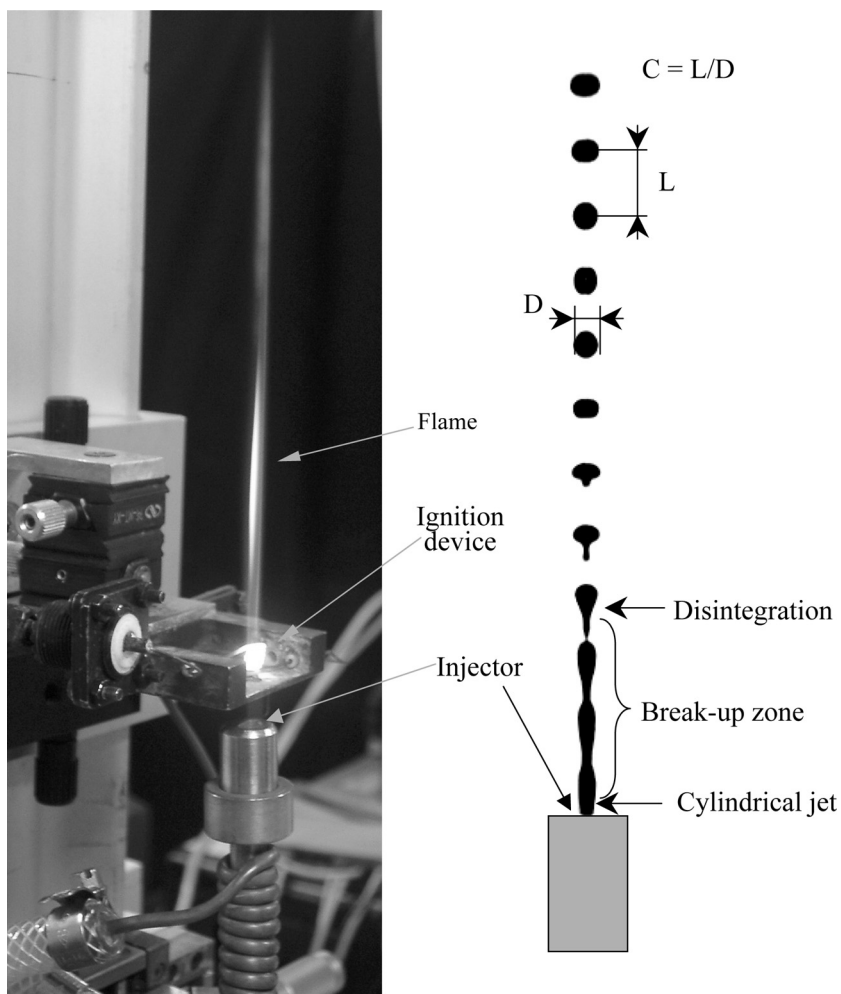 C = L/D
L
D
Flame
Ignition
device
Disintegration
Injector
Break-up zone
Cylindrical jet